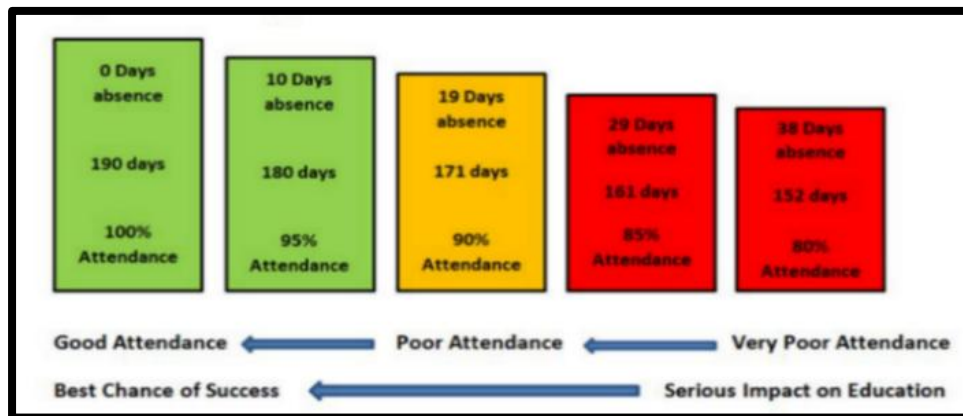 0 Days
absence
190 days
100%
Attendance
10 Days
absence
180 days
95%
Attendance
19 Days
absence
171 days
90%
Attendance
29 Days
absence
161 days
85%
Attendance
38 Days
absence
152 days
80%
Attendance
Good Attendance
Poor Attendance
Very Poor Attendance
Best Chance of Success
Serious Impact on Education